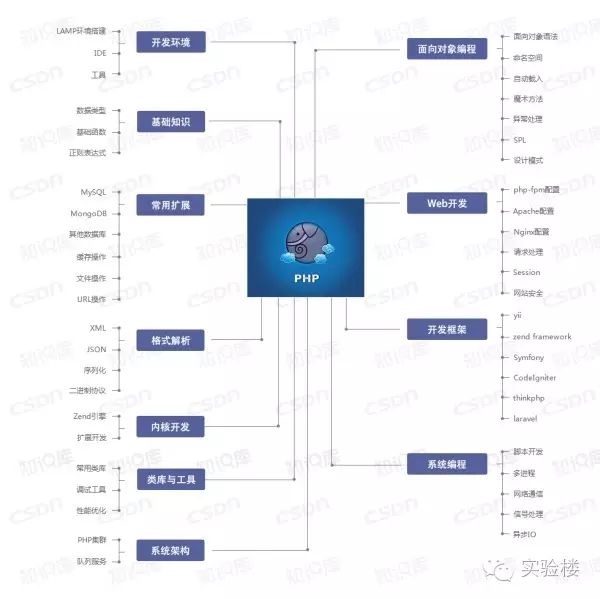 LAMP环境搭建
IDE
工具
开发环境
数据类型
基础函数
正则表达式
基础知识
MySQL
MongoDB
其他数据库
缓存操作
文件操作
URL操作
常用扩展
XML
JSON
序列化
二进制协议
格式解析
Zend引擎
扩展开发
内核开发
常用类库
调试工具
性能优化
类库与工具
PHP集群
队列服务
系统架构
PHP
面向对象编程
面向对象语法
命名空间
自动载入
魔术方法
异常处理
SPL
设计模式
Web开发
php-fpm配置
Apache配置
Nginx配置
请求处理
Session
网站安全
开发框架
yii
zend framework
Symfony
CodeIgniter
thinkphp
laravel
系统编程
脚本开发
多进程
网络通信
信号处理
异步IO
实验楼
知识库
CSDN